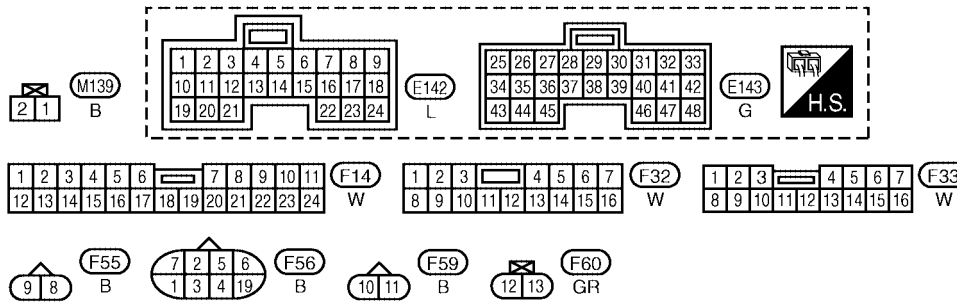 2 1 M139 B
1 2 3 4 5 6 7 8 9
10 11 12 13 14 15 16 17 18
19 20 21 22 23 24
E142 L
25 26 27 28 29 30 31 32 33
34 35 36 37 38 39 40 41 42
43 44 45 46 47 48
E143 G
H.S.
1 2 3 4 5 6 7 8 9 10 11
12 13 14 15 16 17 18 19 20 21 22 23 24
F14 W
1 2 3 4 5 6 7
8 9 10 11 12 13 14 15 16
F32 W
1 2 3 4 5 6 7
8 9 10 11 12 13 14 15 16
F33 W
9 8 F55 B
7 2 5 6
1 3 4 19
F56 B
10 11 F59 B
12 13 F60 GR